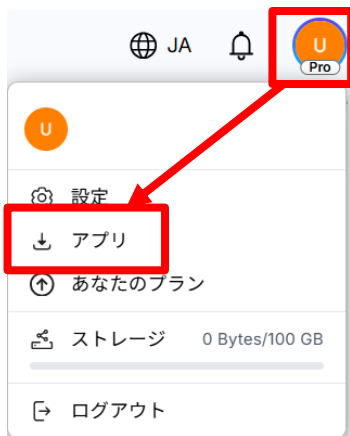 JA
U
Pro
U
設定
アプリ
あなたのプラン
ストレージ 0 Bytes/100 GB
ログアウト